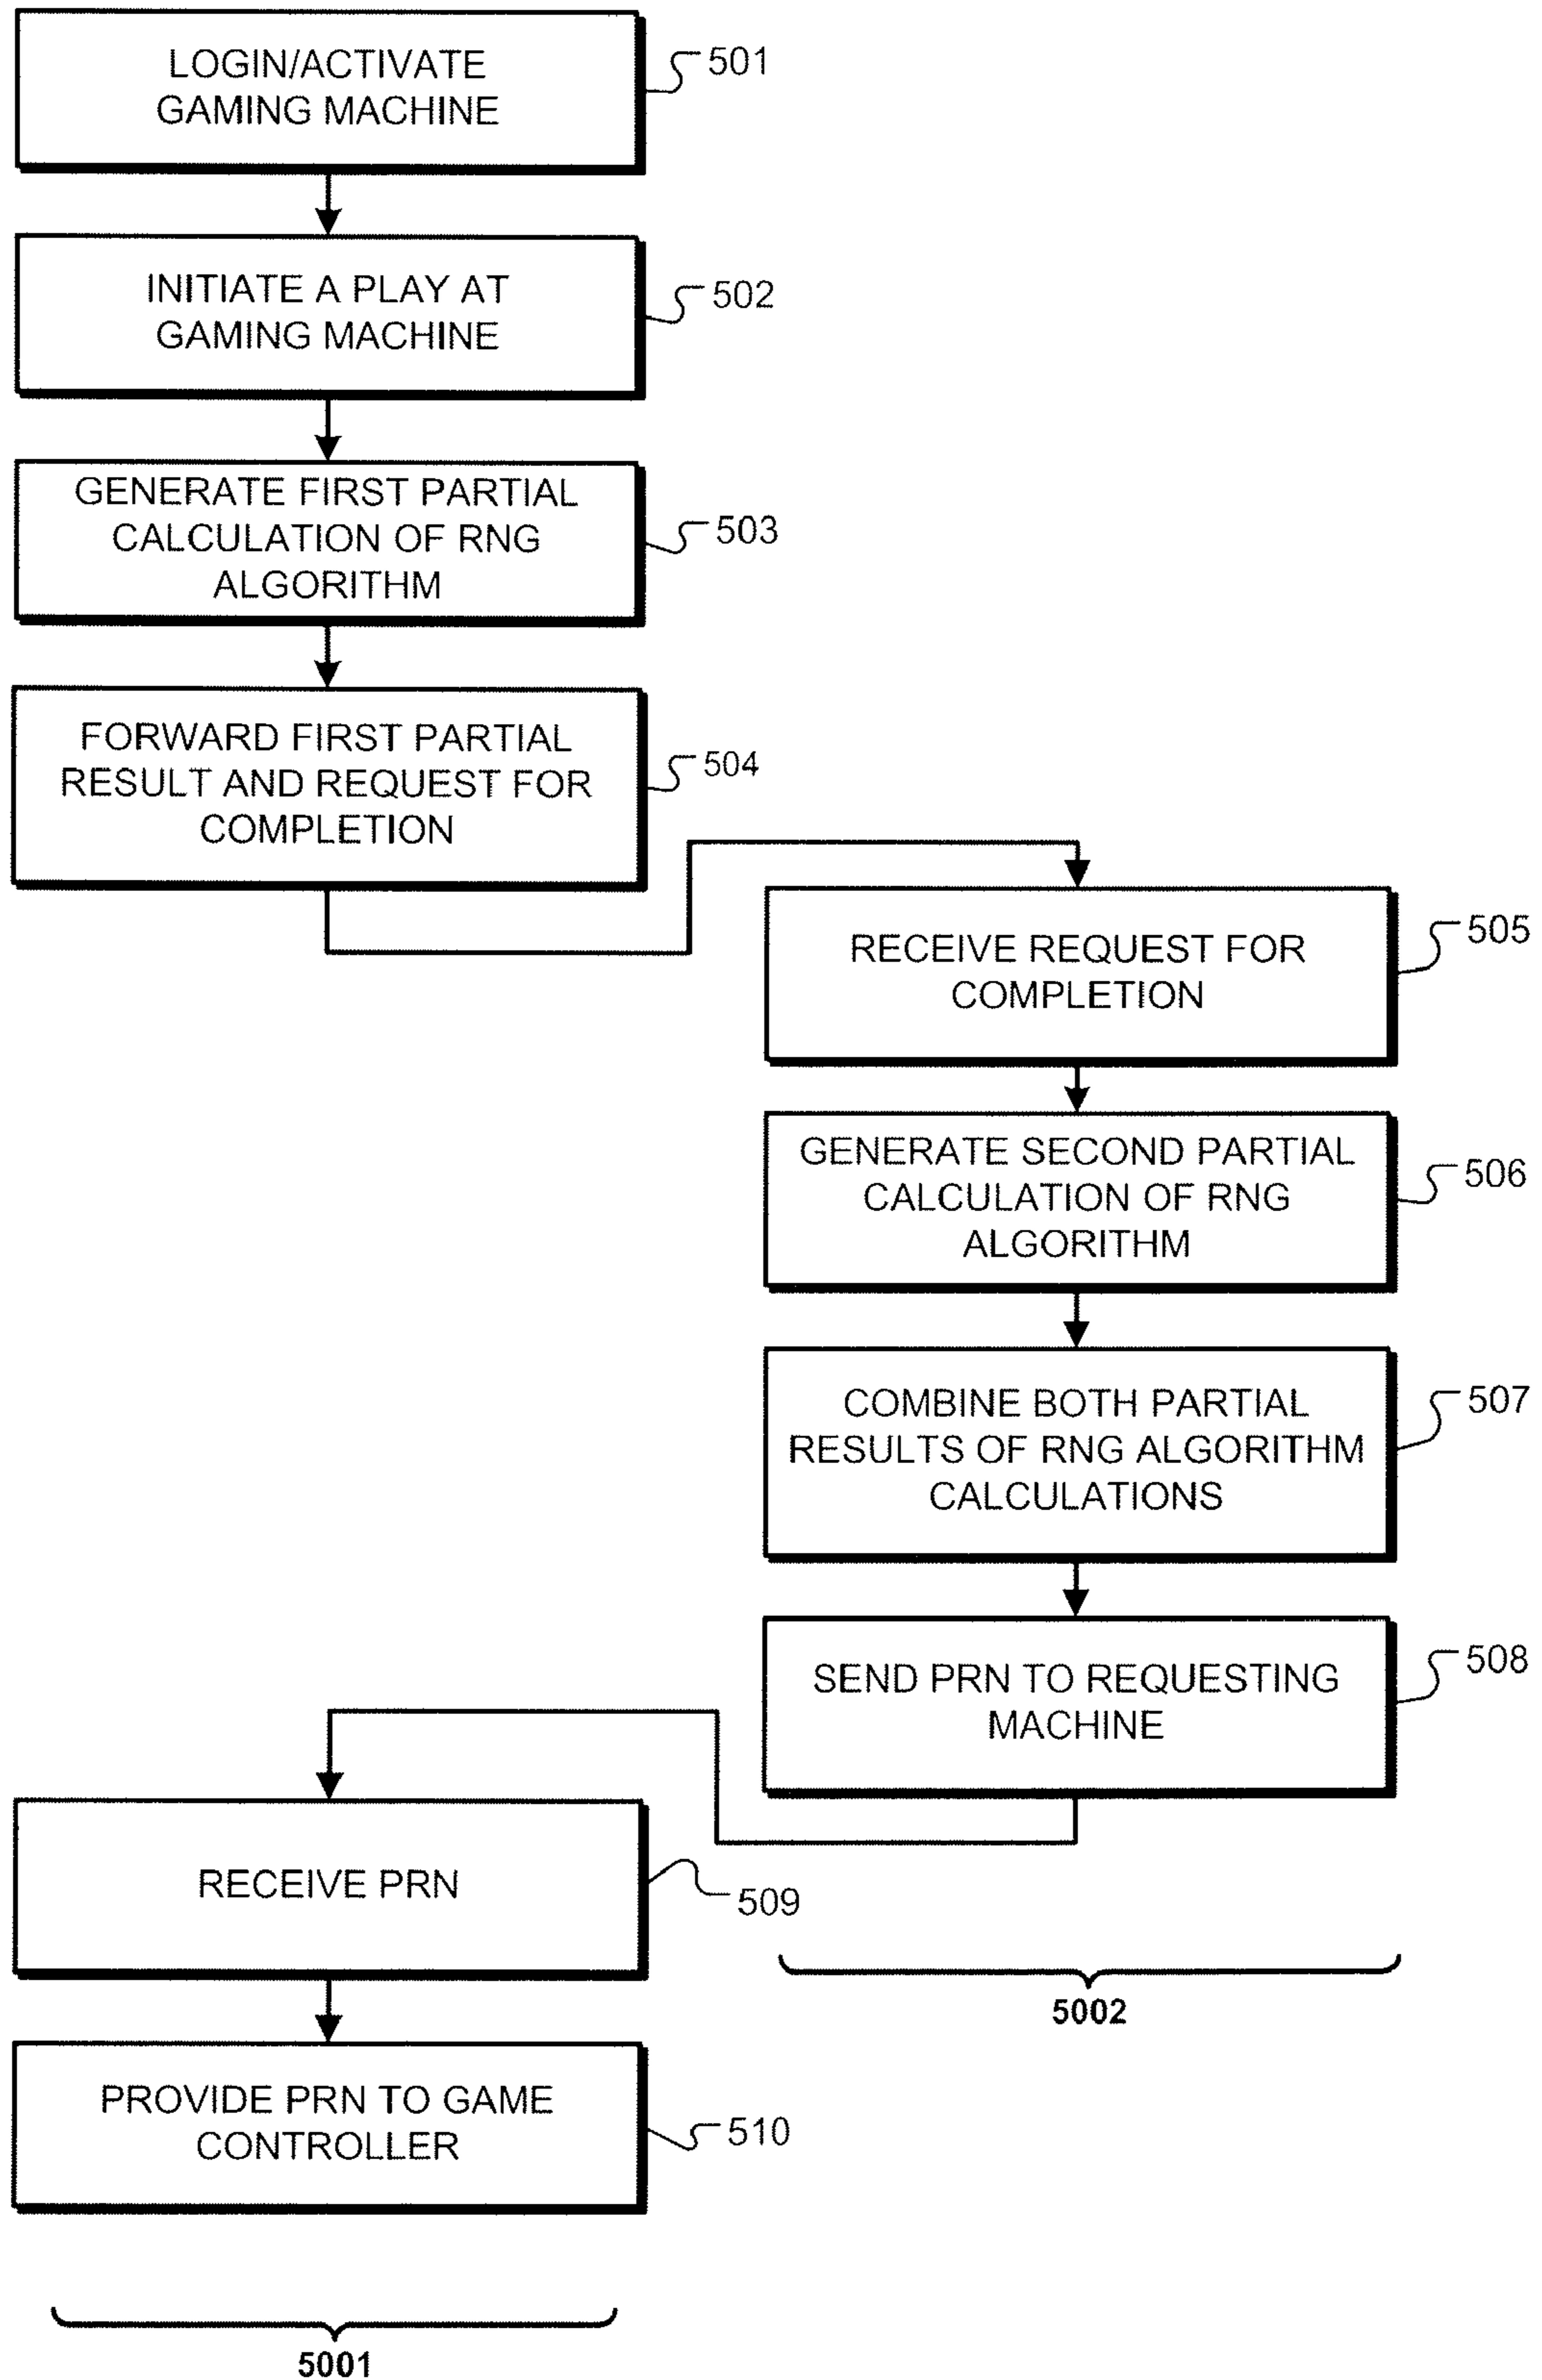 LOGIN/ACTIVATE
GAMING MACHINE
501
INITIATE A PLAY AT
GAMING MACHINE
502
GENERATE FIRST PARTIAL
CALCULATION OF RNG
ALGORITHM
503
FORWARD FIRST PARTIAL
RESULT AND REQUEST FOR
COMPLETION
504
RECEIVE REQUEST FOR
COMPLETION
505
GENERATE SECOND PARTIAL
CALCULATION OF RNG
ALGORITHM
506
COMBINE BOTH PARTIAL
RESULTS OF RNG ALGORITHM
CALCULATIONS
507
SEND PRN TO REQUESTING
MACHINE
508
RECEIVE PRN
509
5002
PROVIDE PRN TO GAME
CONTROLLER
510
5001